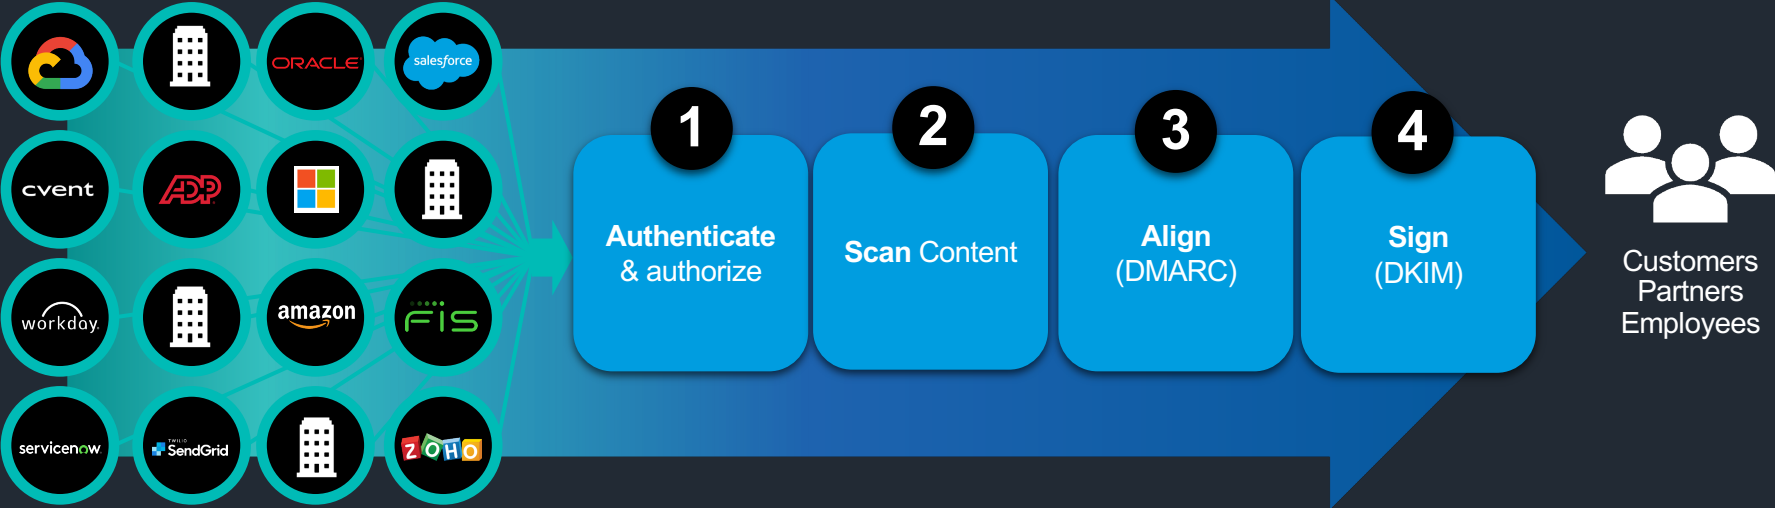 ORACLE
salesforce
cvent
ADP
workday.
amazon
FIS
servicenow
TWILIO
SendGrid
ZOHO
1
Authenticate
& authorize
2
Scan Content
3
Align
(DMARC)
4
Sign
(DKIM)
Customers
Partners
Employees